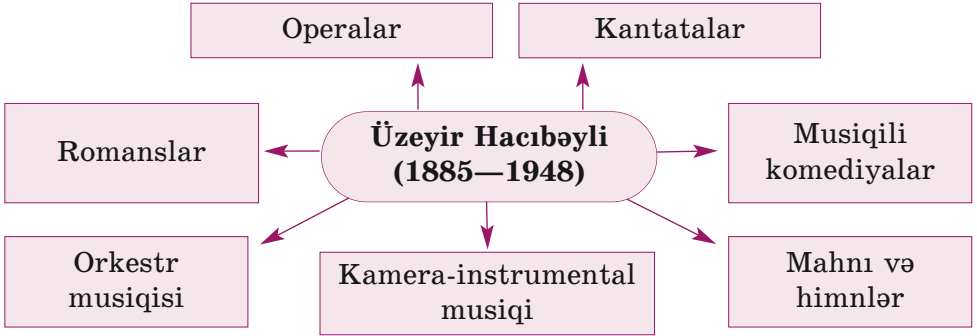 Operalar
Kantatalar
Romanslar
Üzeyir Hacıbəyli
(1885—1948)
Musiqili
komediyalar
Orkestr
musiqisi
Kamera-instrumental
musiqi
Mahnı və
himnlər